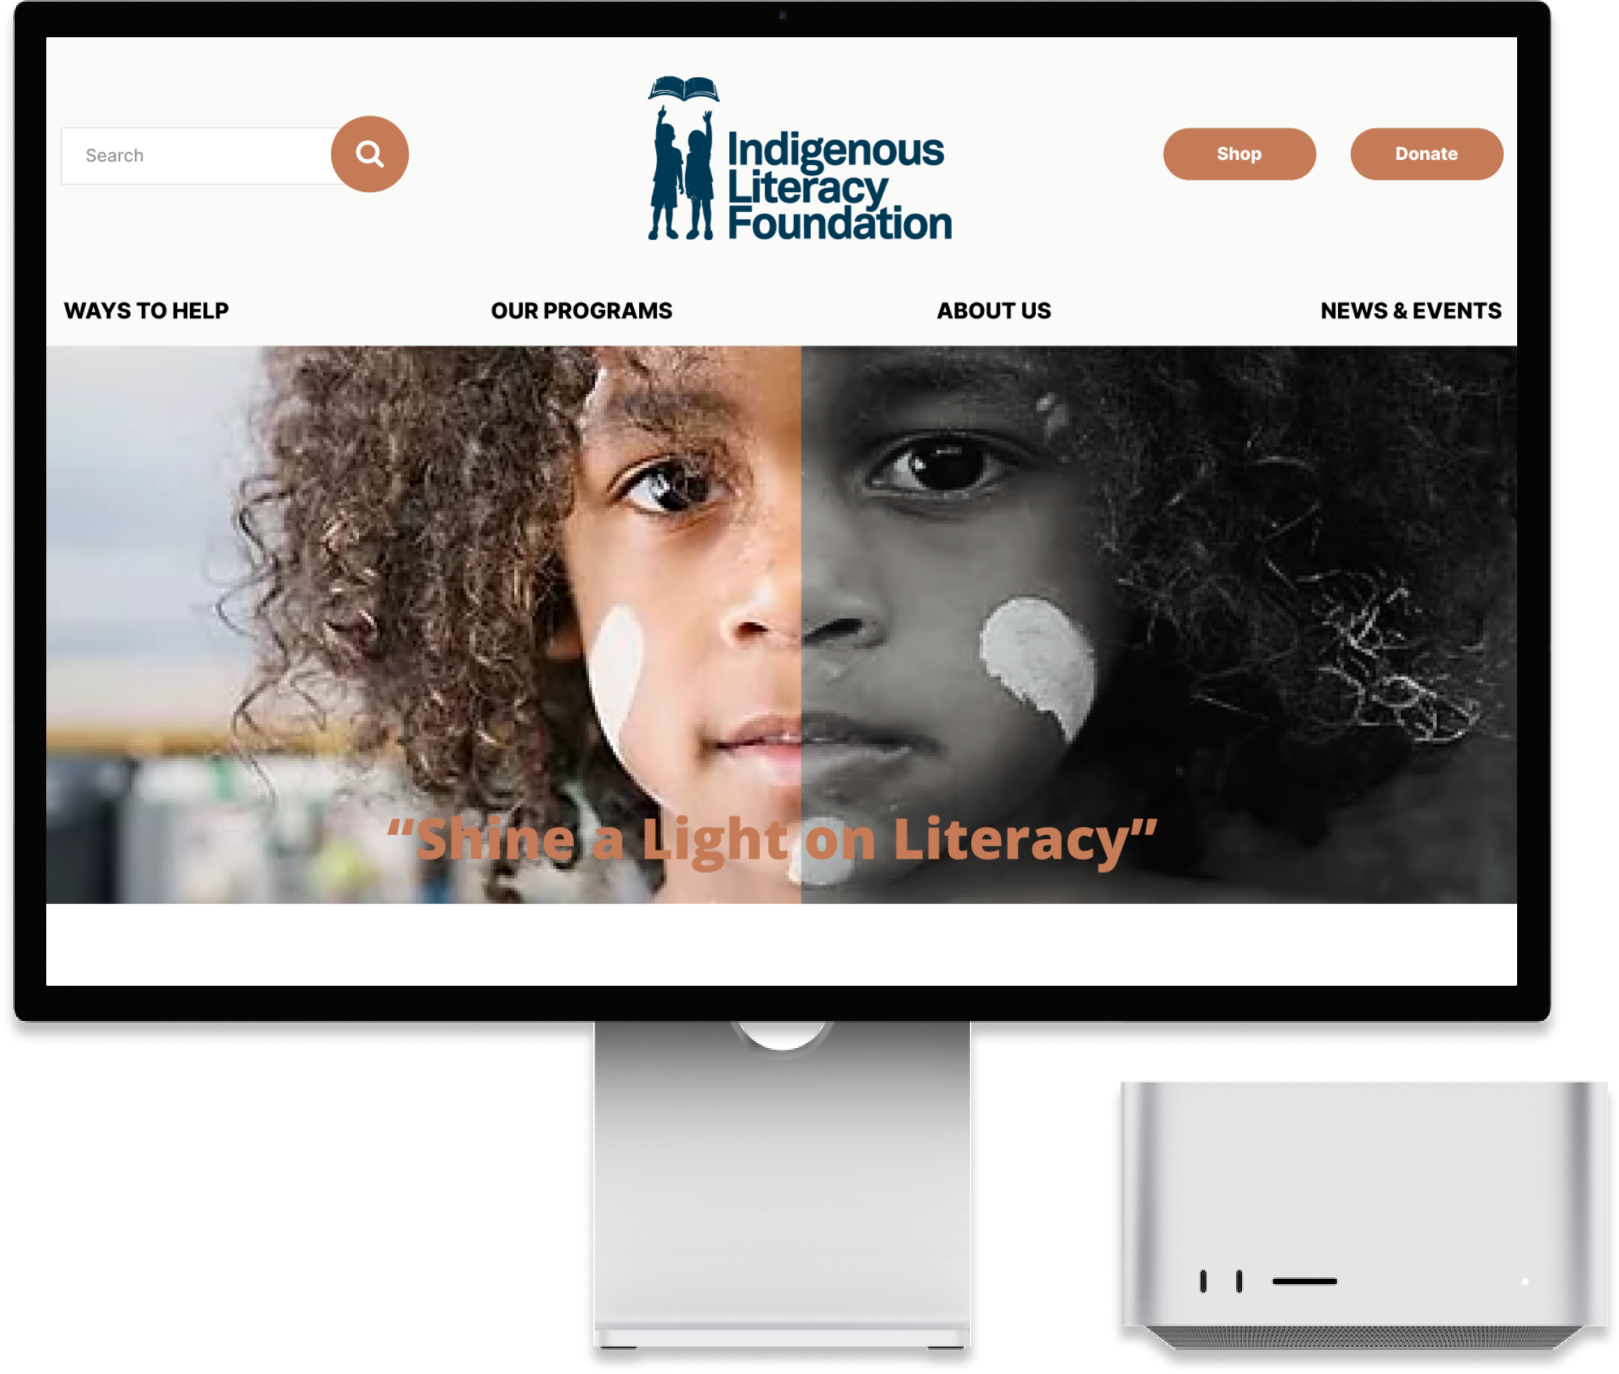 Search
Indigenous
Literacy
Foundation
Shop
Donate
WAYS TO HELP
OUR PROGRAMS
ABOUT US
NEWS & EVENTS
“Shine a Light on Literacy”